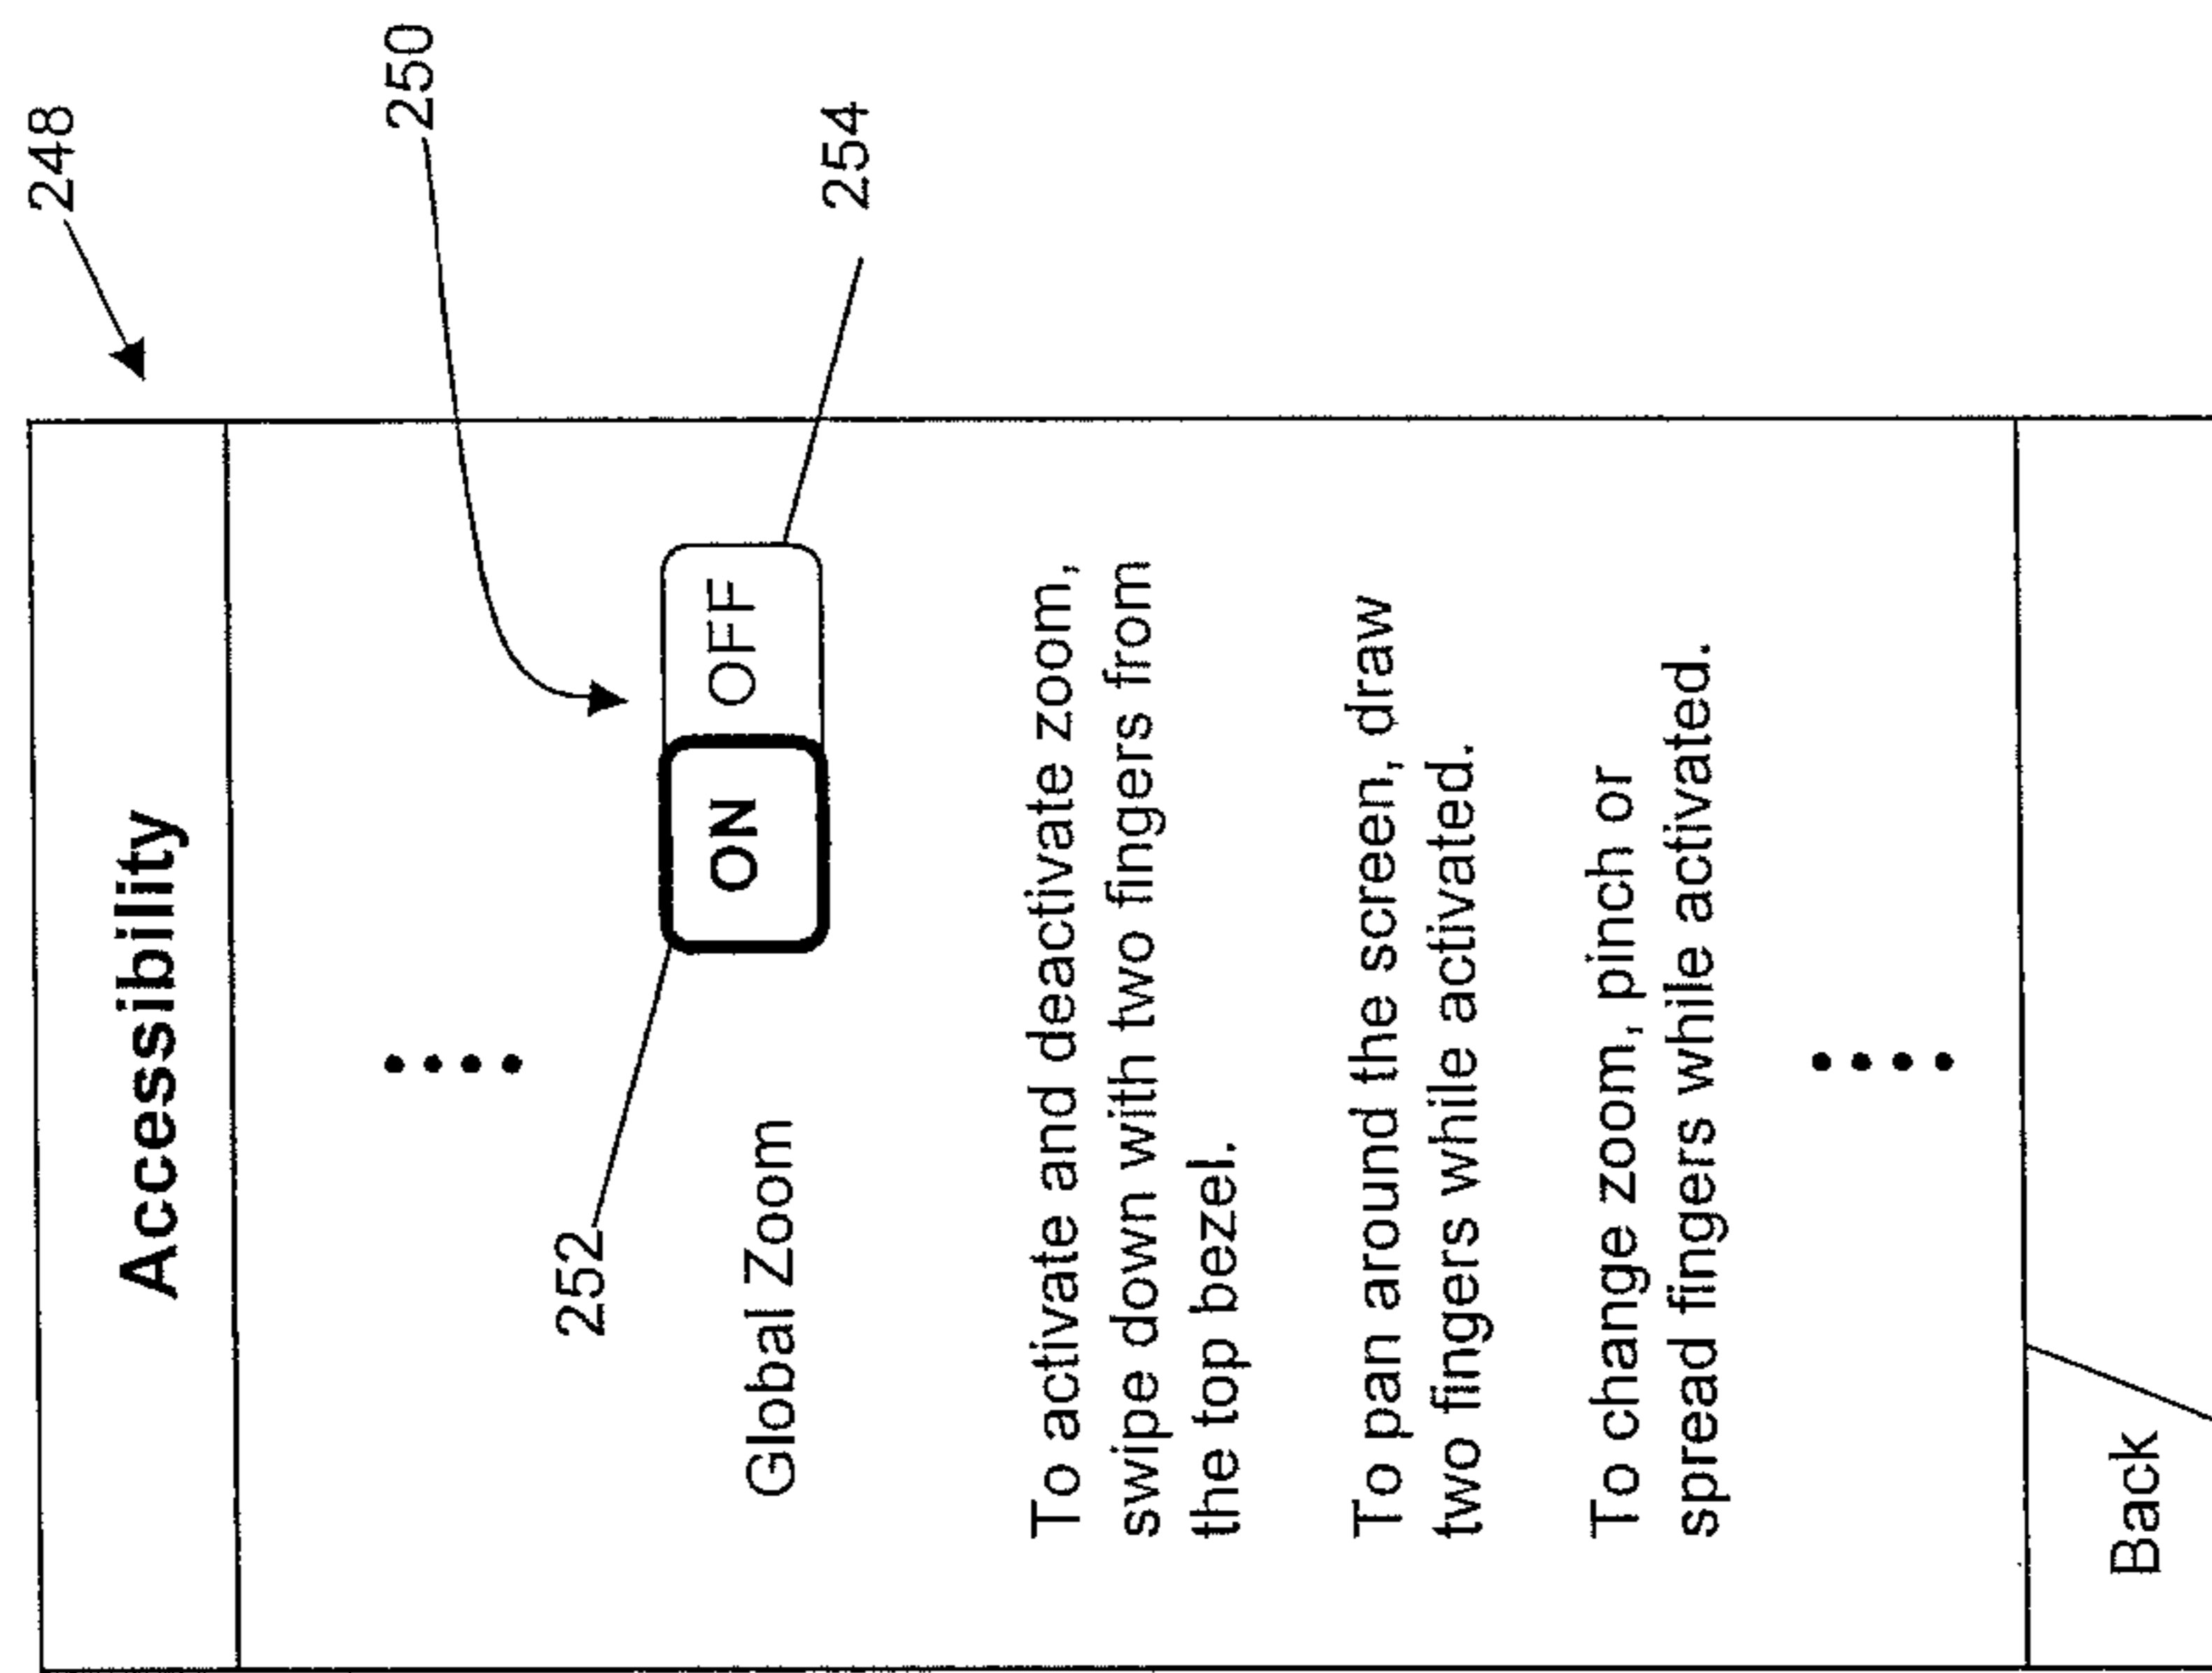 248
Accessibility
250
252
Global Zoom
ON OFF
254
To activate and deactivate zoom,
swipe down with two fingers from
the top bezel.
To pan around the screen, draw
two fingers while activated.
To change zoom, pinch or
spread fingers while activated.
Back